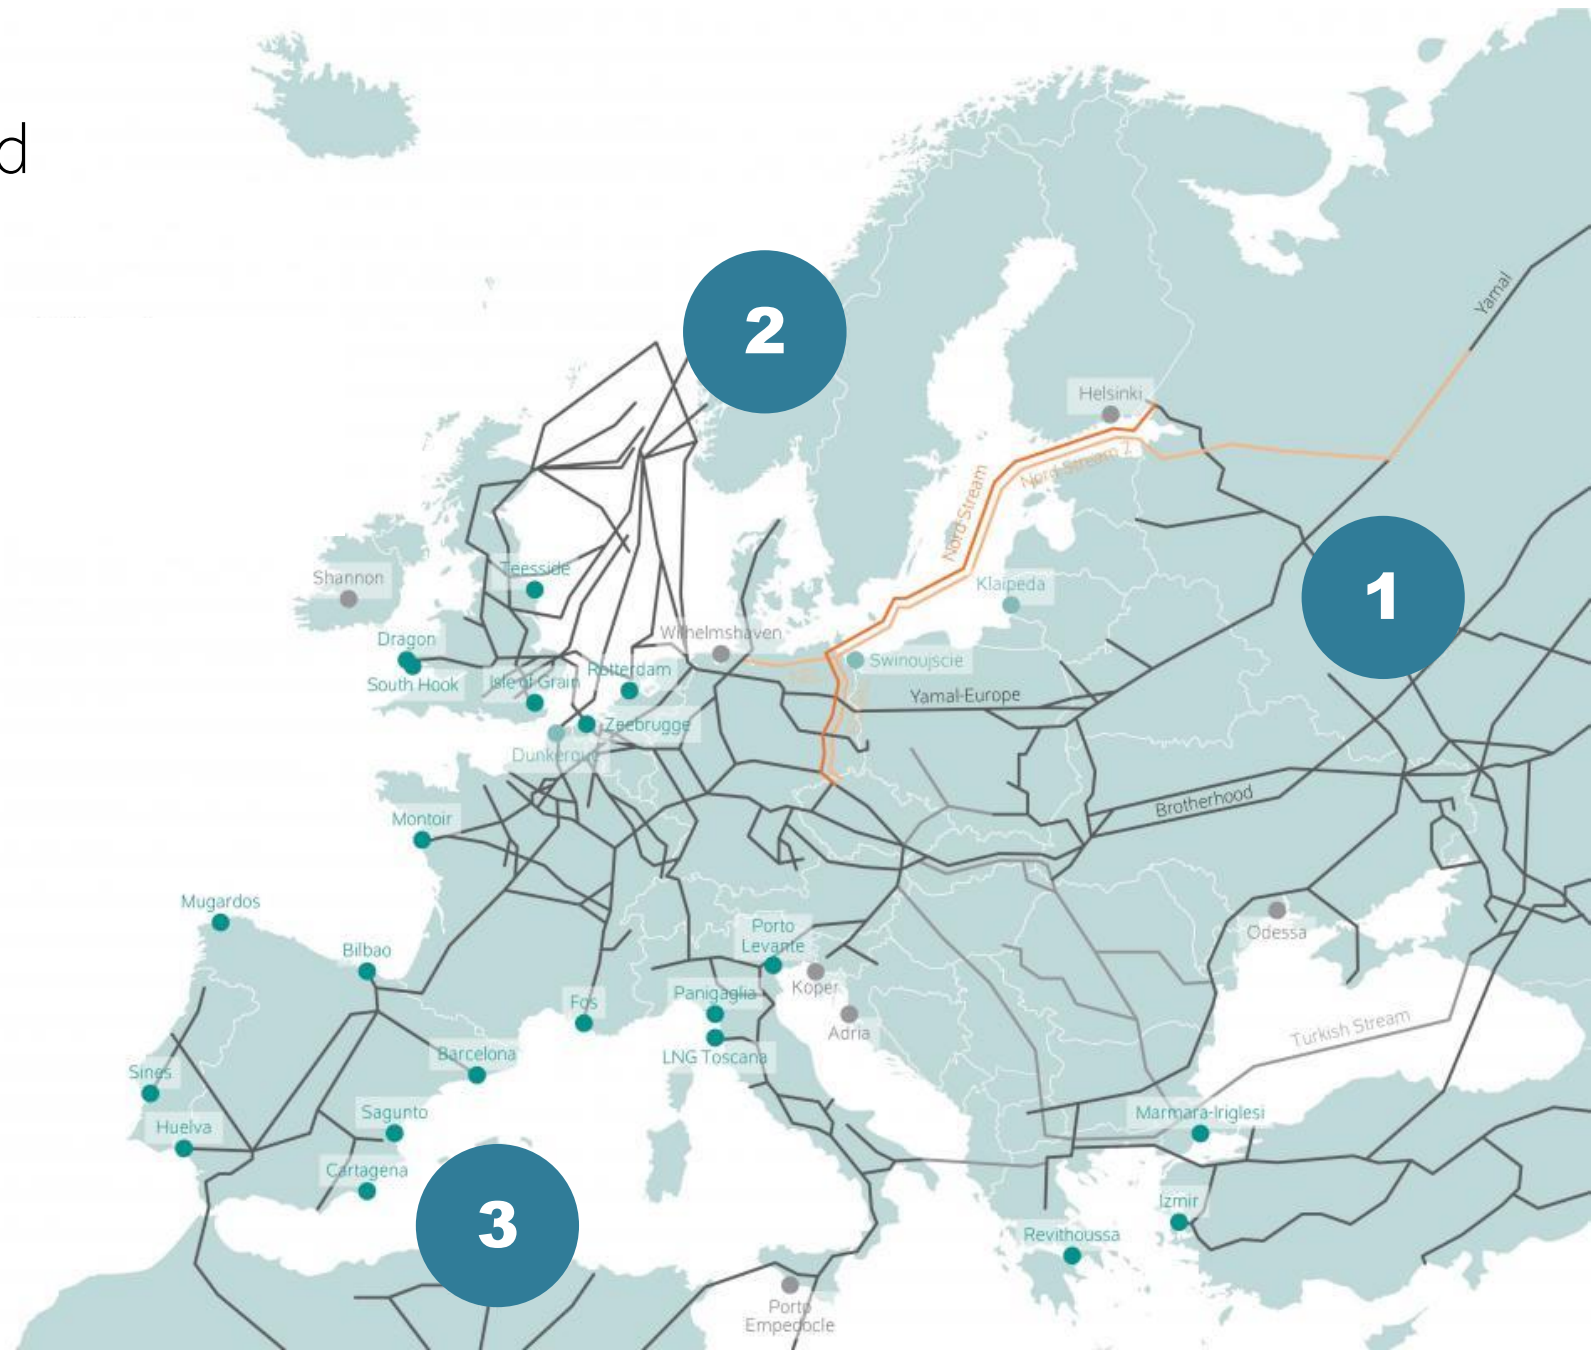 d
Yamal
2
Helsinki
Nord Stream
Nord Stream 2
1
Teesside
Shannon
Klaipeda
Wilhelmshaven
Dragon
South Hook
Isle of Grain
Rotterdam
Swinoujscie
Yamal-Europe
Zeebrugge
Dunkerque
Brotherhood
Montoir
Mugardos
Bilbao
Porto
Levante
Odessa
Koper
Panigaglia
Fos
Adria
Turkish Stream
LNG Toscana
Barcelona
Sines
Sagunto
Huelva
Marmara-Iriglesi
Cartagena
3
Izmir
Revithoussa
Porto
Empedocle